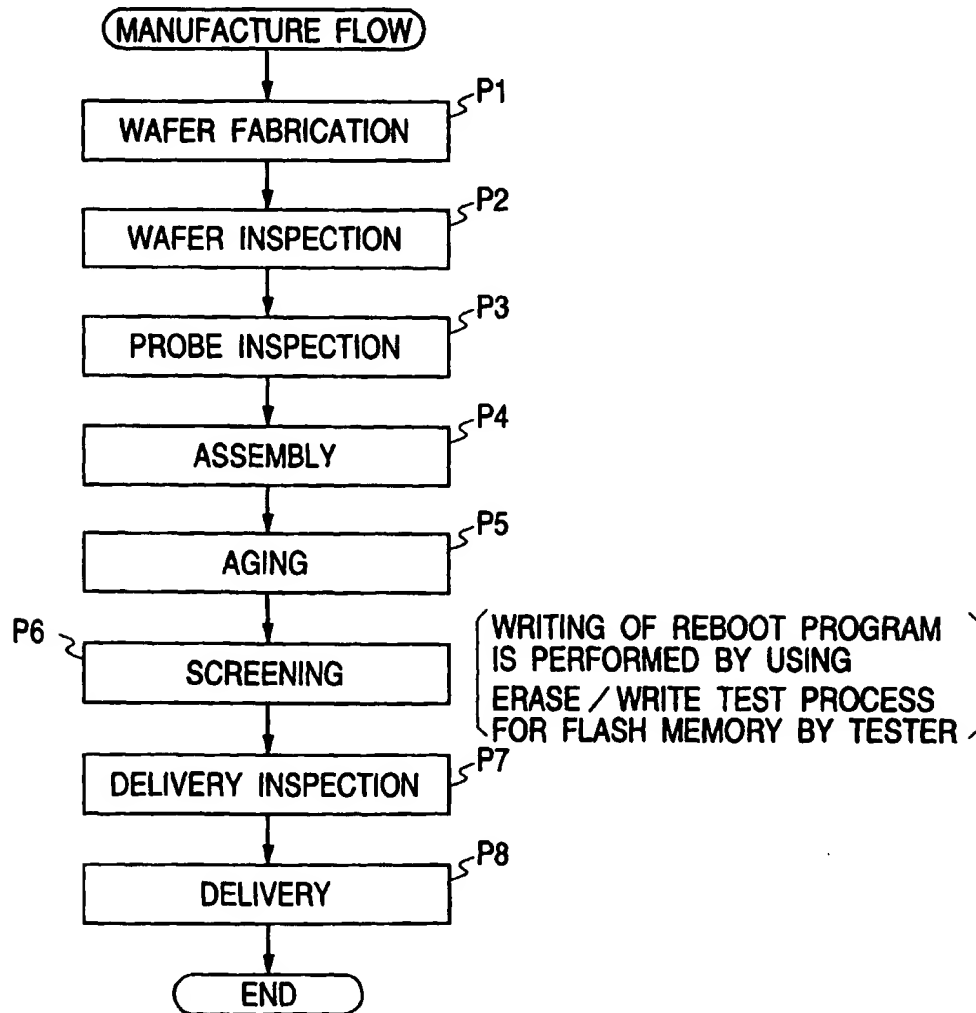 MANUFACTURE FLOW
P1
WAFER FABRICATION
P2
WAFER INSPECTION
P3
PROBE INSPECTION
P4
ASSEMBLY
P5
AGING
P6
SCREENING
WRITING OF REBOOT PROGRAM
IS PERFORMED BY USING
ERASE / WRITE TEST PROCESS
FOR FLASH MEMORY BY TESTER
P7
DELIVERY INSPECTION
P8
DELIVERY
END